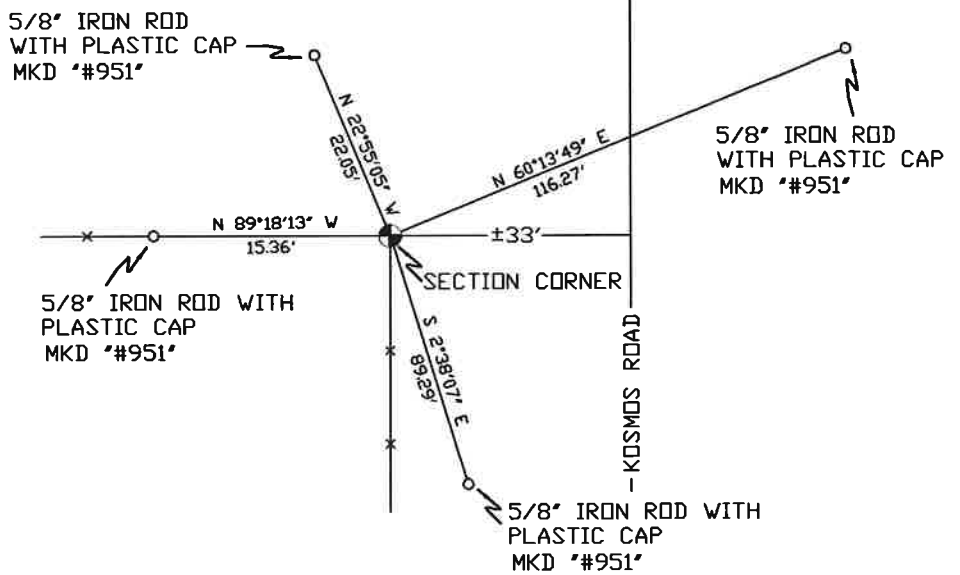 5/8" IRON ROD
WITH PLASTIC CAP
MKD "#951"
N 22°55'05" W
22.05'
N 60°13'49" E
116.27'
5/8" IRON ROD
WITH PLASTIC CAP
MKD "#951"
N 89°18'13" W
15.36'
±33'
SECTION CORNER
5/8" IRON ROD WITH
PLASTIC CAP
MKD "#951"
S 2°38'07" E
89.29'
KOSMOS ROAD
5/8" IRON ROD WITH
PLASTIC CAP
MKD "#951"